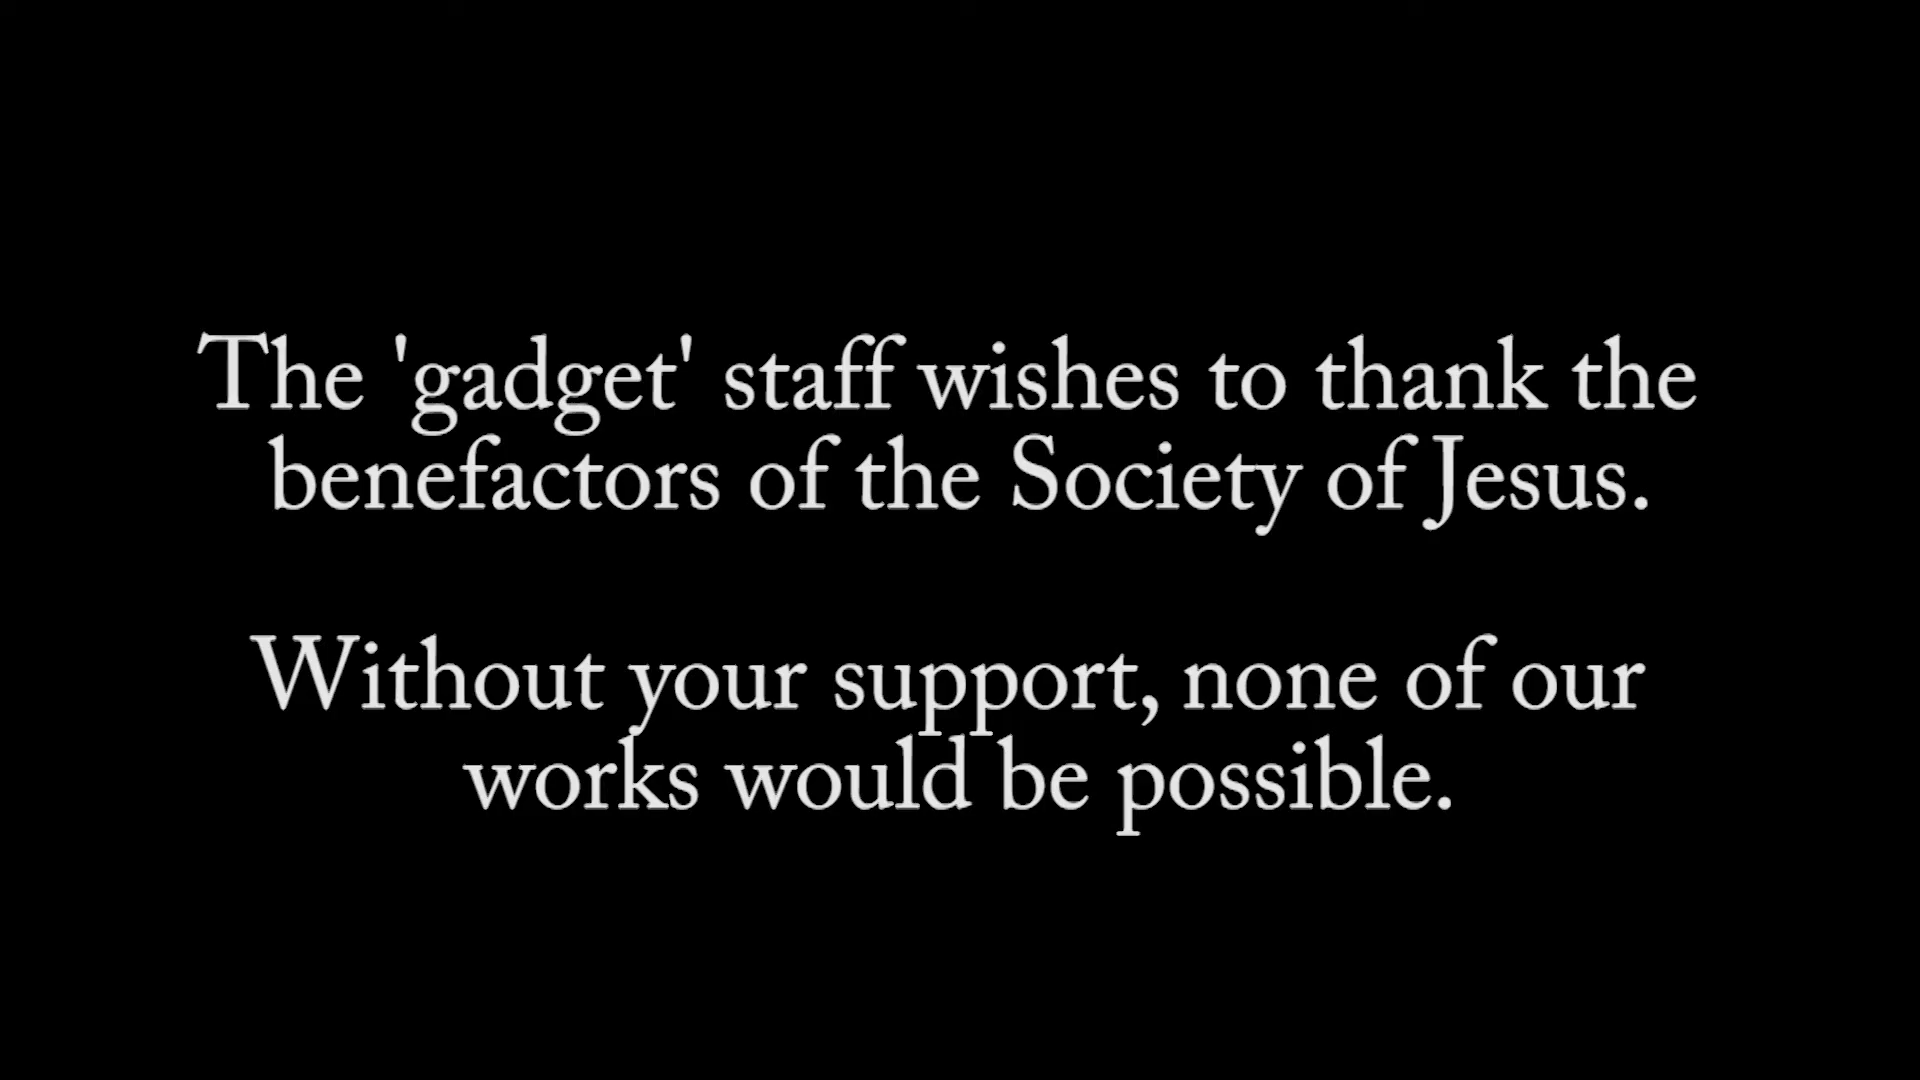 The 'gadget' staff wishes to thank the
benefactors of the Society of Jesus.
Without your support, none of our
works would be possible.